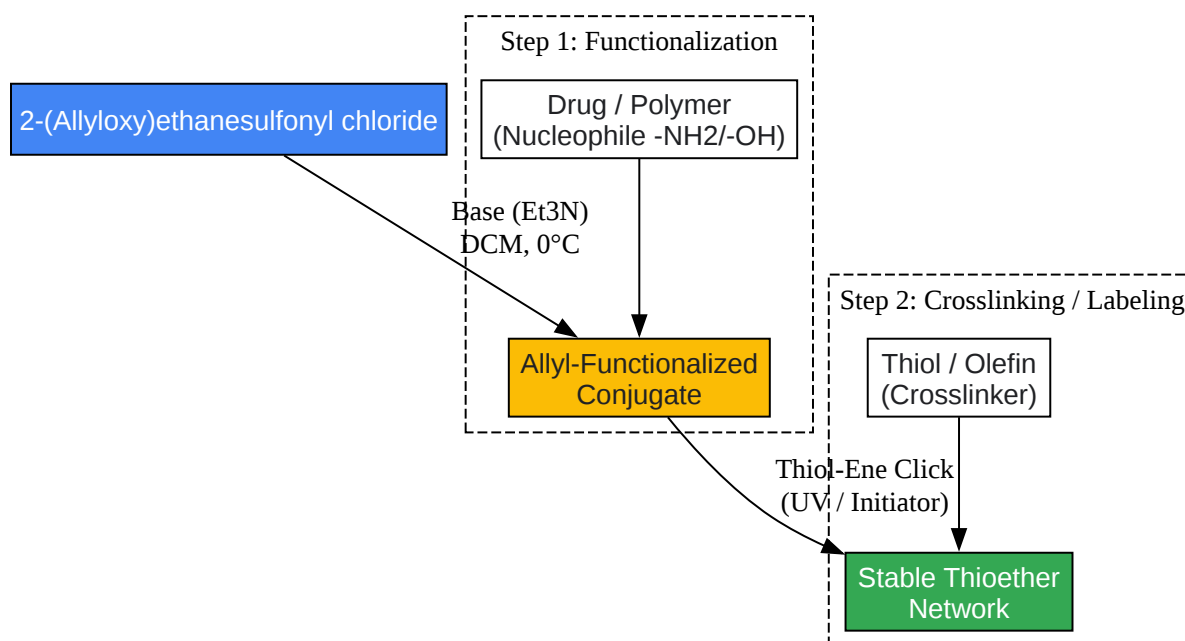 Step 1: Functionalization
2-(Allyloxy)ethanesulfonyl chloride
Drug / Polymer
(Nucleophile -NH2/-OH)
Base (Et3N)
DCM, 0°C
Allyl-Functionalized
Conjugate
Step 2: Crosslinking / Labeling
Thiol / Olefin
(Crosslinker)
Thiol-Ene Click
(UV / Initiator)
Stable Thioether
Network